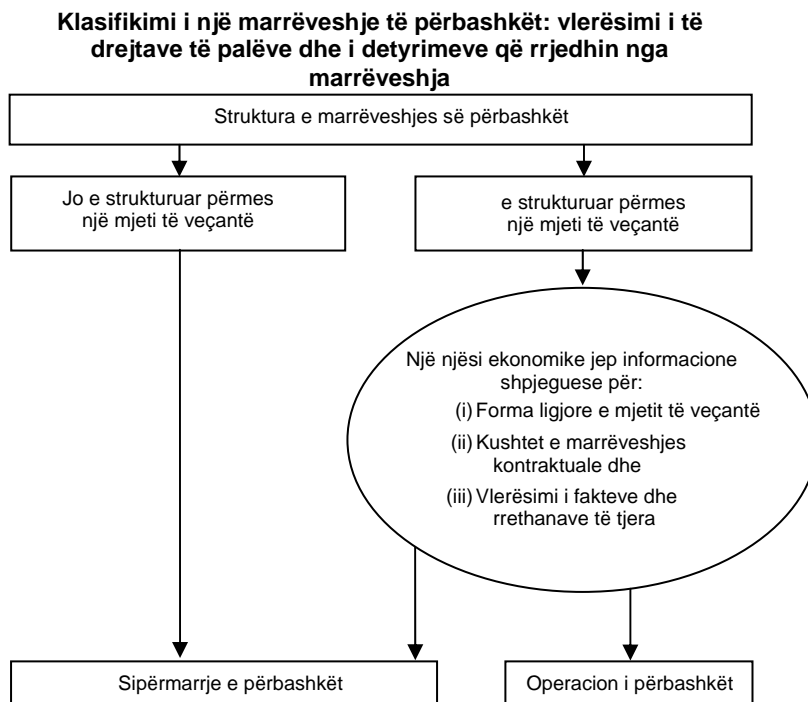 Klasifikimi i një marrëveshje të përbashkët: vlerësimi i të
drejtave të palëve dhe i detyrimeve që rrjedhin nga
marrëveshja
Struktura e marrëveshjes së përbashkët
Jo e strukturuar përmes
një mjeti të veçantë
e strukturuar përmes
një mjeti të veçantë
Një njësi ekonomike jep informacione
shpjeguese për:
(i) Forma ligjore e mjetit të veçantë
(ii) Kushtet e marrëveshjes
kontraktuale dhe
(iii) Vlerësimi i fakteve dhe
rrethanave të tjera
Sipërmarrje e përbashkët
Operacion i përbashkët